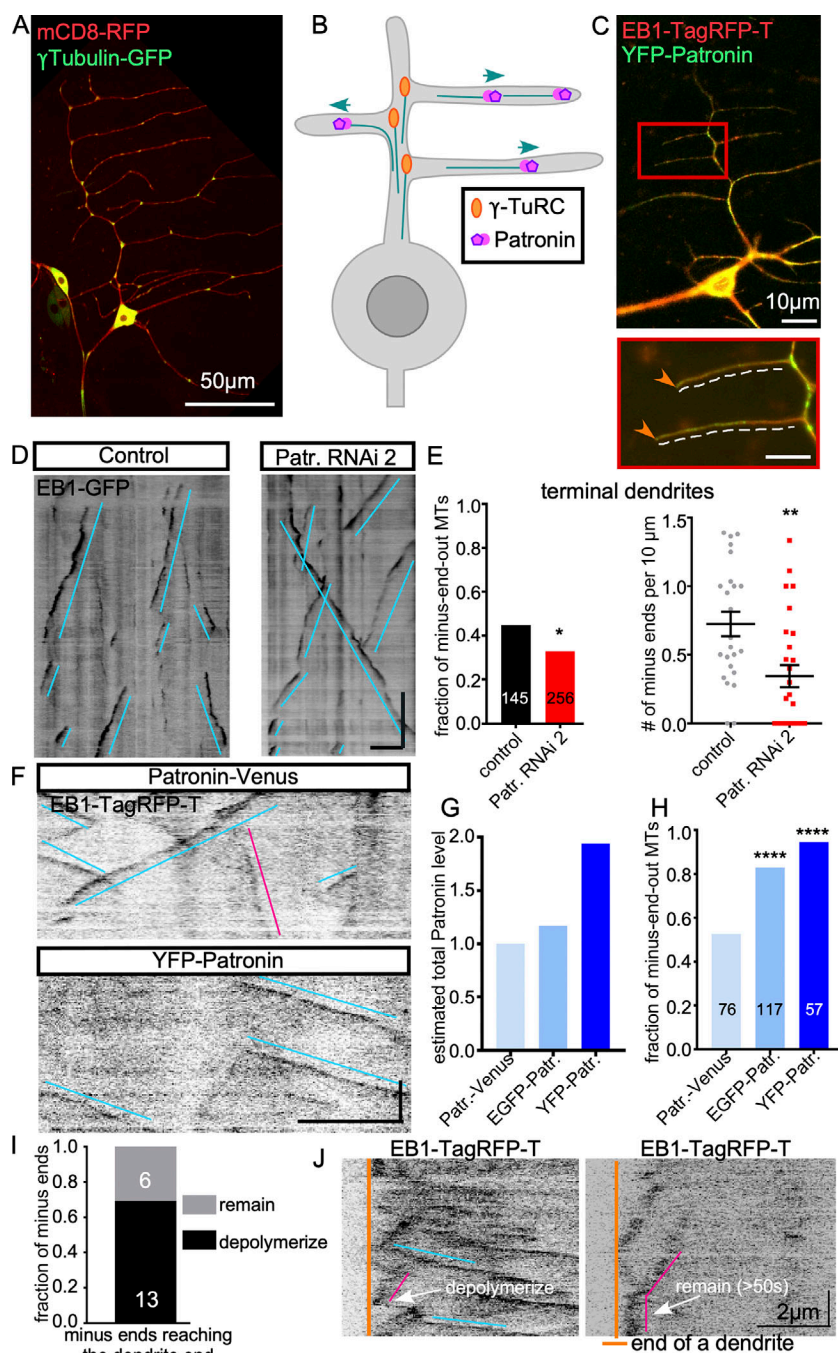 A
mCD8-RFP
γTubulin-GFP
50μm
B
γ-TuRC
Patronin
C
EB1-TagRFP-T
YFP-Patronin
10μm
D
Control
Patr. RNAi 2
EB1-GFP
E
terminal dendrites
fraction of minus-end-out MTs
1.0
0.8
0.6
0.4
0.2
0.0
145
256
*
control
Patr. RNAi 2
# of minus ends per 10 μm
1.5
1.0
0.5
0.0
**
control
Patr. RNAi 2
F
Patronin-Venus
EB1-TagRFP-T
YFP-Patronin
G
estimated total Patronin level
2.0
1.5
1.0
0.5
0.0
Patr.-Venus
EGFP-Patr.
YFP-Patr.
H
fraction of minus-end-out MTs
1.0
0.8
0.6
0.4
0.2
0.0
****
****
76
117
57
Patr.-Venus
EGFP-Patr.
YFP-Patr.
I
fraction of minus ends
1.0
0.8
0.6
0.4
0.2
0.0
6
13
remain
depolymerize
minus ends reaching
the dendrite end
J
EB1-TagRFP-T
EB1-TagRFP-T
depolymerize
remain (>50s)
2μm
end of a dendrite